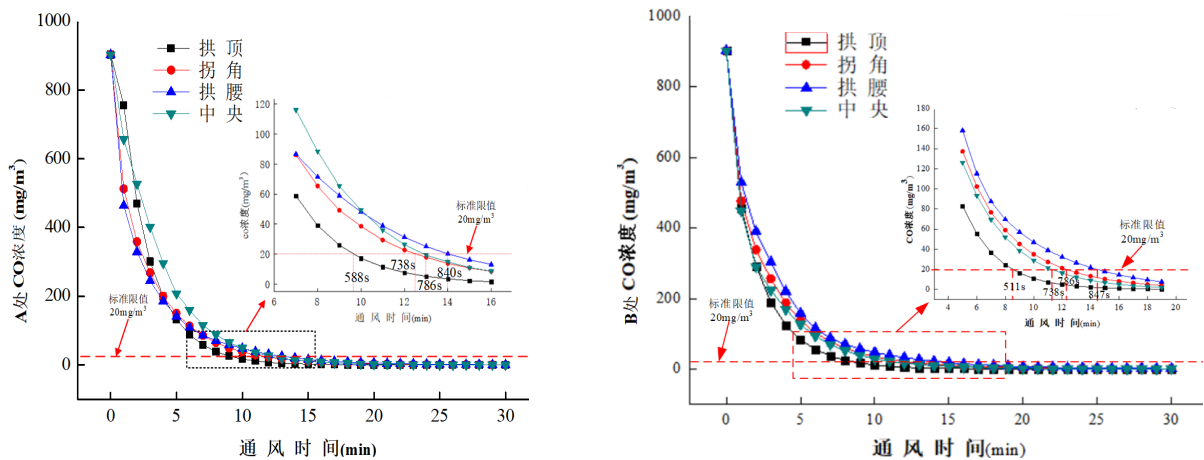 A处 CO浓度 (mg/m³)
1000
800
600
400
200
0
拱 顶
拐 角
拱 腰
中 央
标准限值
20mg/m³
co浓度(mg/m³)
120
100
80
60
40
20
0
标准限值
20mg/m³
588s
738s
786s
840s
6 8 10 12 14 16
通 风 时 间(min)
0 5 10 15 20 25 30
通 风 时 间(min)
B处 CO浓度 (mg/m³)
1000
800
600
400
200
0
拱 顶
拐 角
拱 腰
中 央
标准限值
20mg/m³
CO浓度(mg/m³)
180
160
140
120
100
80
60
40
20
0
标准限值
20mg/m³
511s
738s
786s
847s
4 6 8 10 12 14 16 18 20
通 风 时 间(min)
0 5 10 15 20 25 30
通 风 时 间(min)